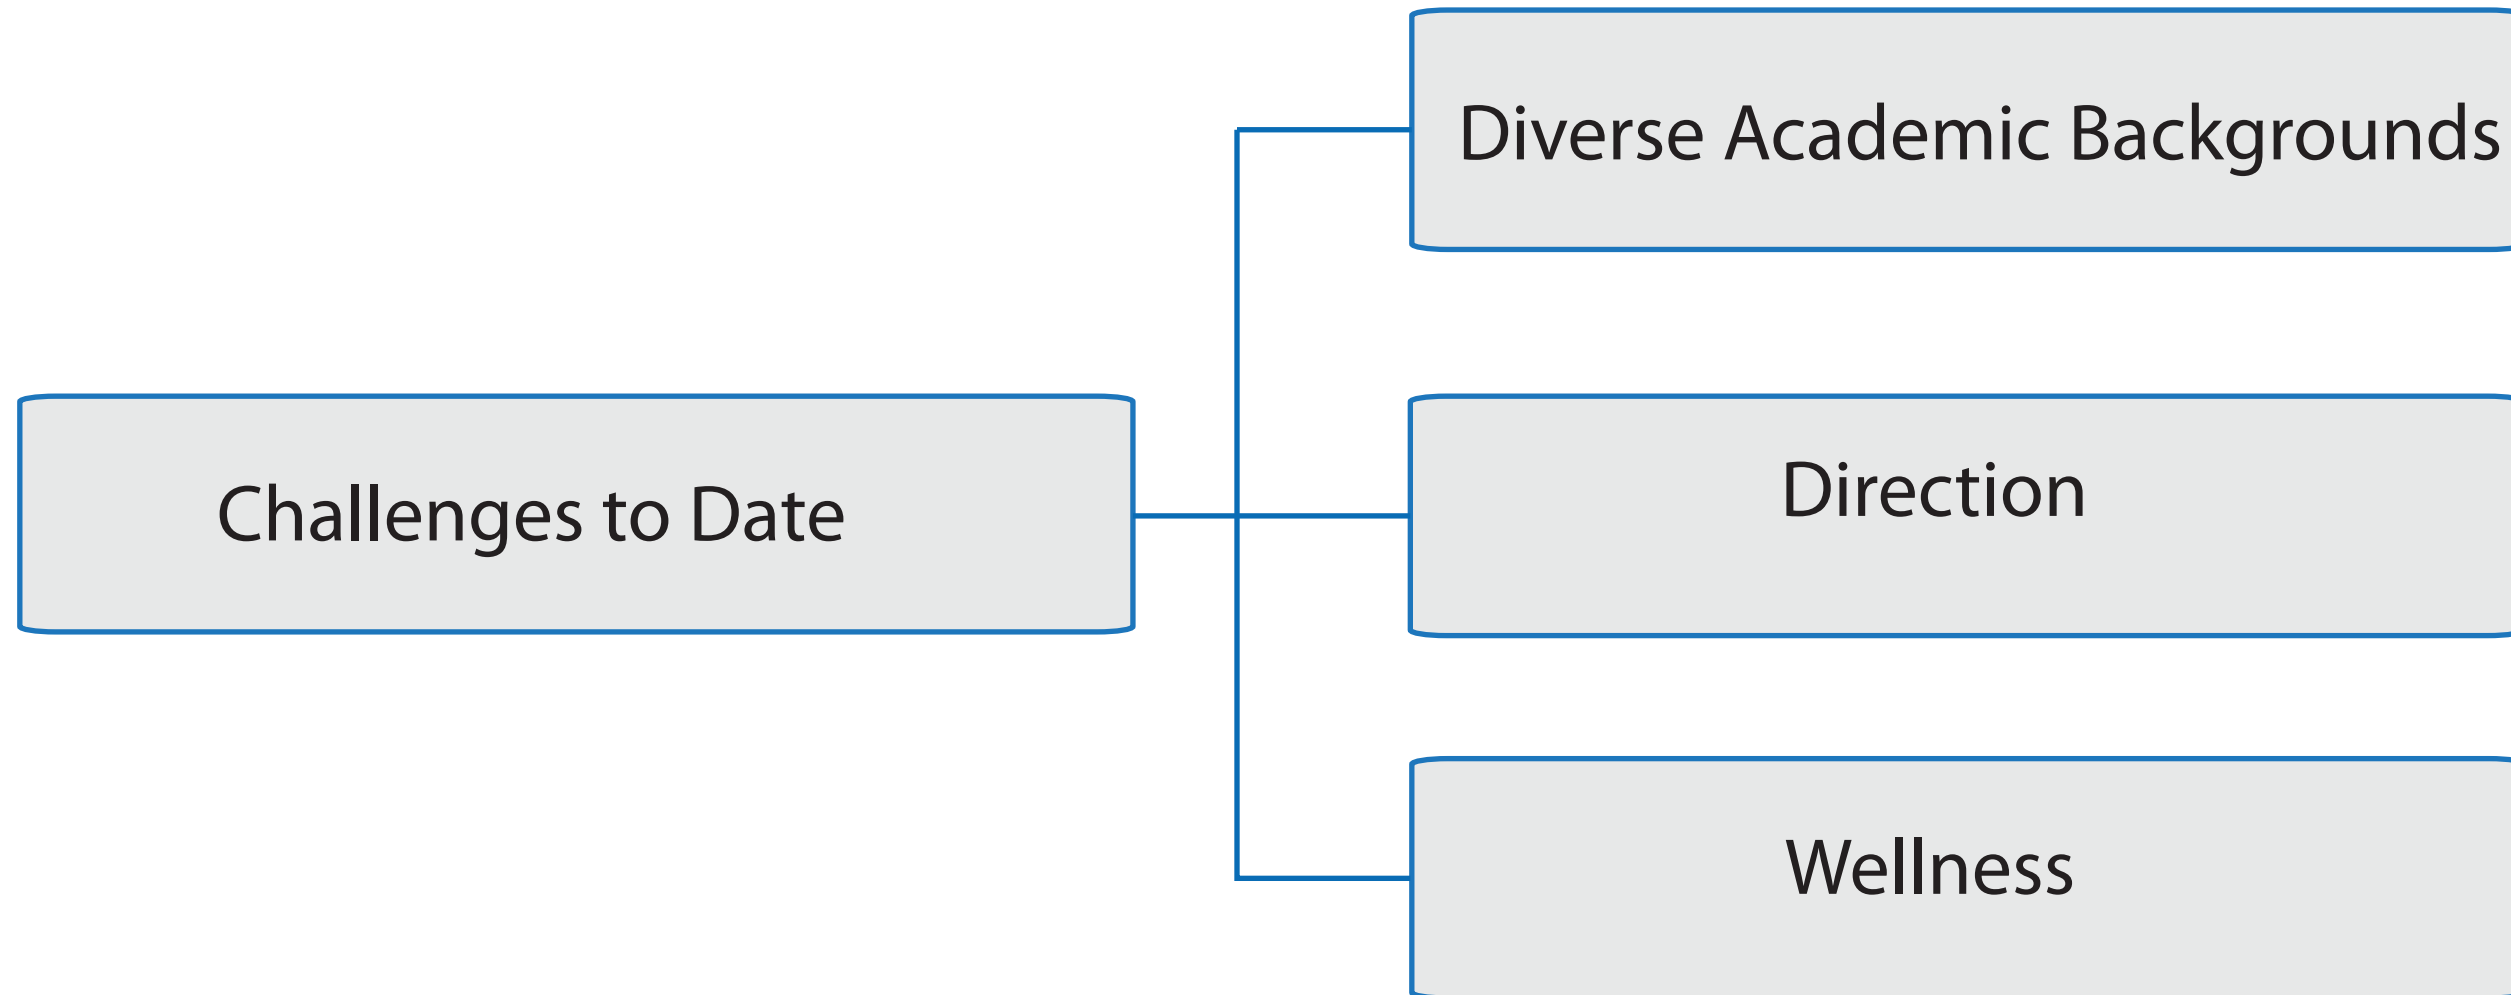 Diverse Academic Backgrounds
Challenges to Date
Direction
Wellness